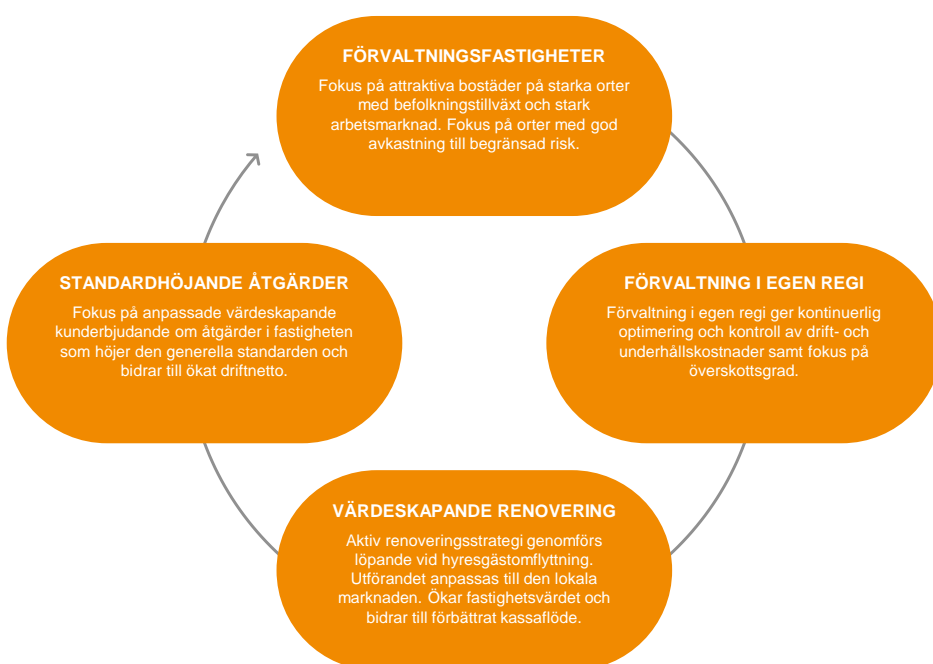 FÖRVALTNINGSFASTIGHETER
Fokus på attraktiva bostäder på starka orter
med befolkningstillväxt och stark
arbetsmarknad. Fokus på orter med god
avkastning till begränsad risk.
STANDARDHÖJANDE ÅTGÄRDER
Fokus på anpassade värdeskapande
kunderbjudande om åtgärder i fastigheten
som höjer den generella standarden och
bidrar till ökat driftnetto.
FÖRVALTNING I EGEN REGI
Förvaltning i egen regi ger kontinuerlig
optimering och kontroll av drift- och
underhållskostnader samt fokus på
överskottsgrad.
VÄRDESKAPANDE RENOVERING
Aktiv renoveringsstrategi genomförs
löpande vid hyresgästomflyttning.
Utförandet anpassas till den lokala
marknaden. Ökar fastighetsvärdet och
bidrar till förbättrat kassaflöde.